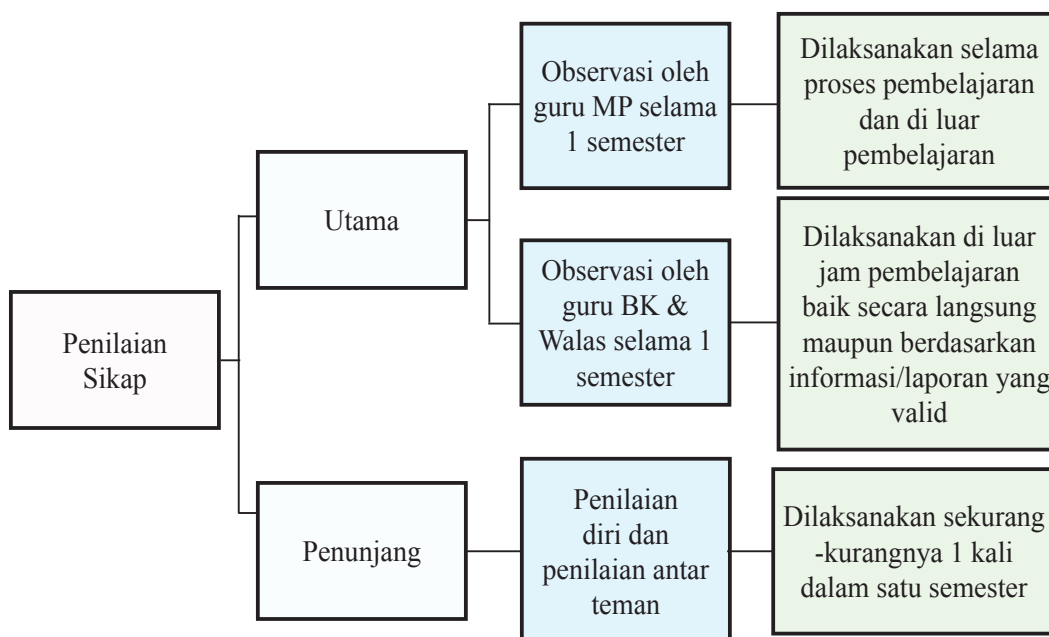 Penilaian
Sikap
Utama
Observasi oleh
guru MP selama
1 semester
Dilaksanakan selama
proses pembelajaran
dan di luar
pembelajaran
Observasi oleh
guru BK &
Walas selama 1
semester
Dilaksanakan di luar
jam pembelajaran
baik secara langsung
maupun berdasarkan
informasi/laporan yang
valid
Penunjang
Penilaian
diri dan
penilaian antar
teman
Dilaksanakan sekurang
-kurangnya 1 kali
dalam satu semester